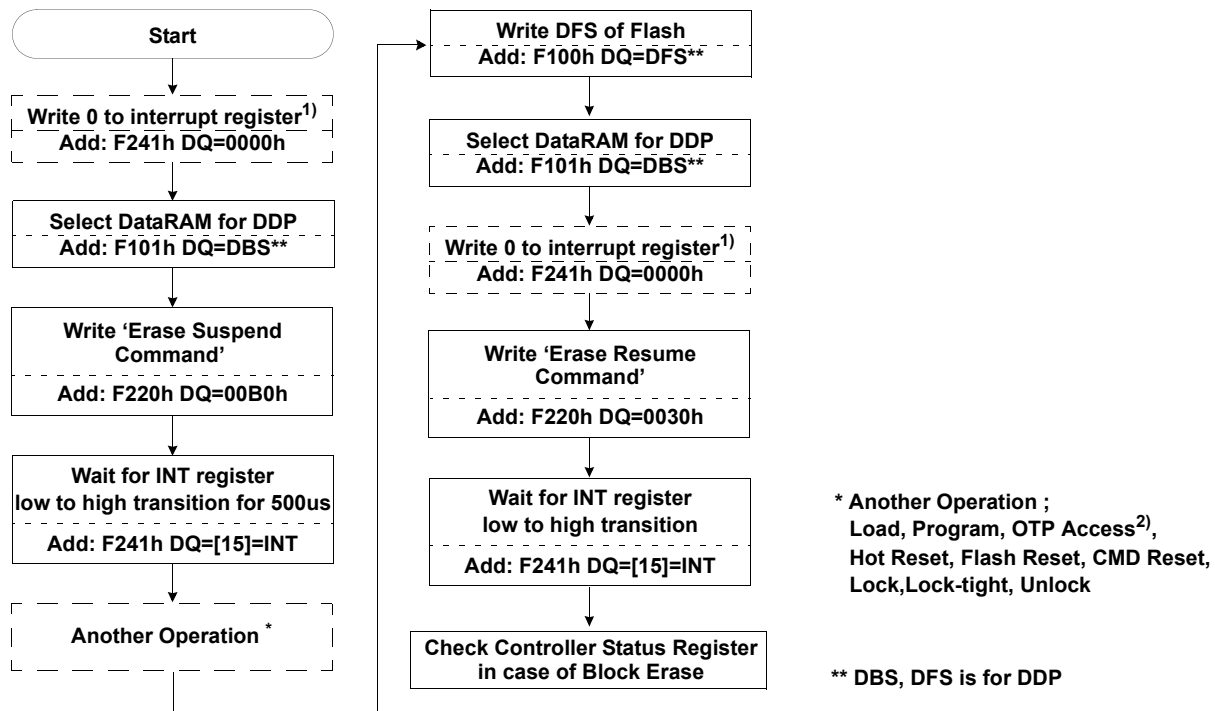 Start
Write 0 to interrupt register1)
Add: F241h DQ=0000h
Select DataRAM for DDP
Add: F101h DQ=DBS**
Write ‘Erase Suspend
Command’
Add: F220h DQ=00B0h
Wait for INT register
low to high transition for 500us
Add: F241h DQ=[15]=INT
Another Operation *
Write DFS of Flash
Add: F100h DQ=DFS**
Select DataRAM for DDP
Add: F101h DQ=DBS**
Write 0 to interrupt register1)
Add: F241h DQ=0000h
Write ‘Erase Resume
Command’
Add: F220h DQ=0030h
Wait for INT register
low to high transition
Add: F241h DQ=[15]=INT
Check Controller Status Register
in case of Block Erase
* Another Operation ;
Load, Program, OTP Access2),
Hot Reset, Flash Reset, CMD Reset,
Lock,Lock-tight, Unlock
** DBS, DFS is for DDP